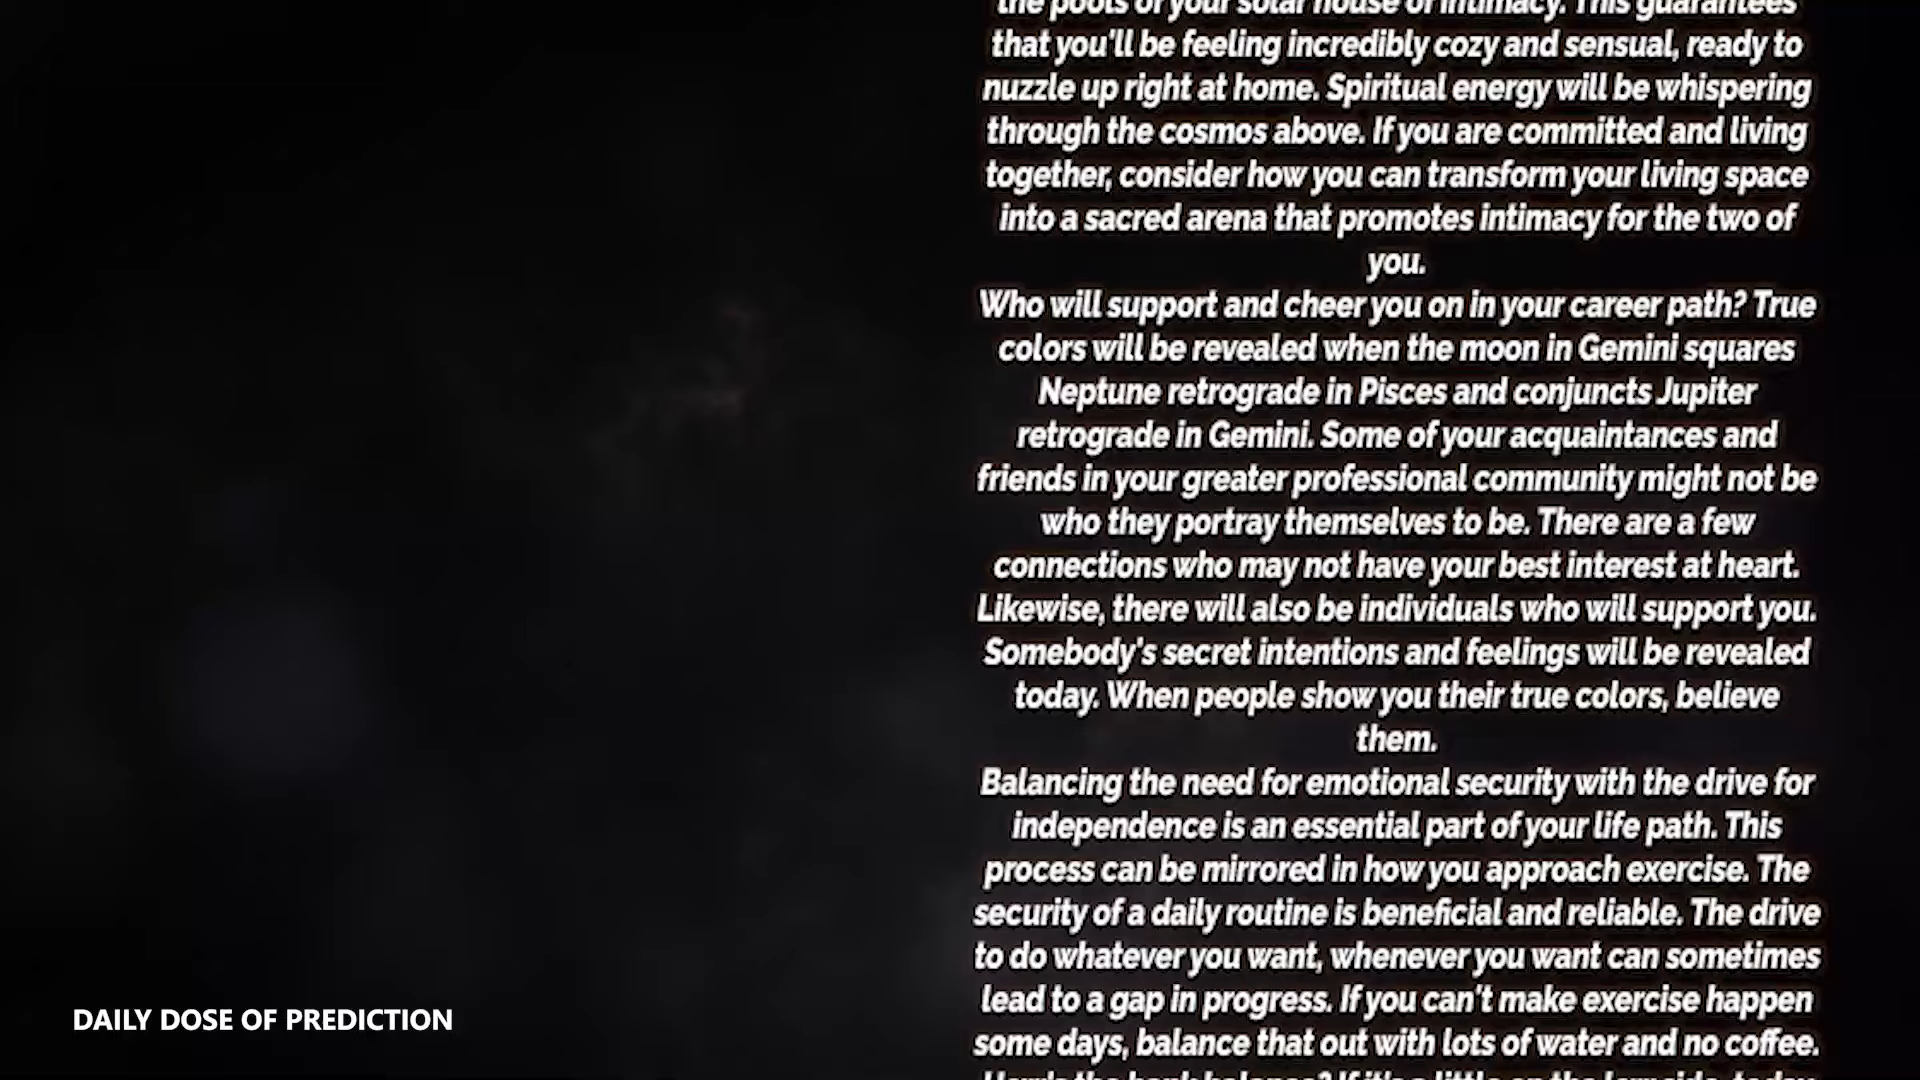 the pools of your solar house of intimacy. This guarantees
that you'll be feeling incredibly cozy and sensual, ready to
nuzzle up right at home. Spiritual energy will be whispering
through the cosmos above. If you are committed and living
together, consider how you can transform your living space
into a sacred arena that promotes intimacy for the two of
you.
Who will support and cheer you on in your career path? True
colors will be revealed when the moon in Gemini squares
Neptune retrograde in Pisces and conjuncts Jupiter
retrograde in Gemini. Some of your acquaintances and
friends in your greater professional community might not be
who they portray themselves to be. There are a few
connections who may not have your best interest at heart.
Likewise, there will also be individuals who will support you.
Somebody's secret intentions and feelings will be revealed
today. When people show you their true colors, believe
them.
Balancing the need for emotional security with the drive for
independence is an essential part of your life path. This
process can be mirrored in how you approach exercise. The
security of a daily routine is beneficial and reliable. The drive
to do whatever you want, whenever you want can sometimes
lead to a gap in progress. If you can't make exercise happen
some days, balance that out with lots of water and no coffee.
DAILY DOSE OF PREDICTION